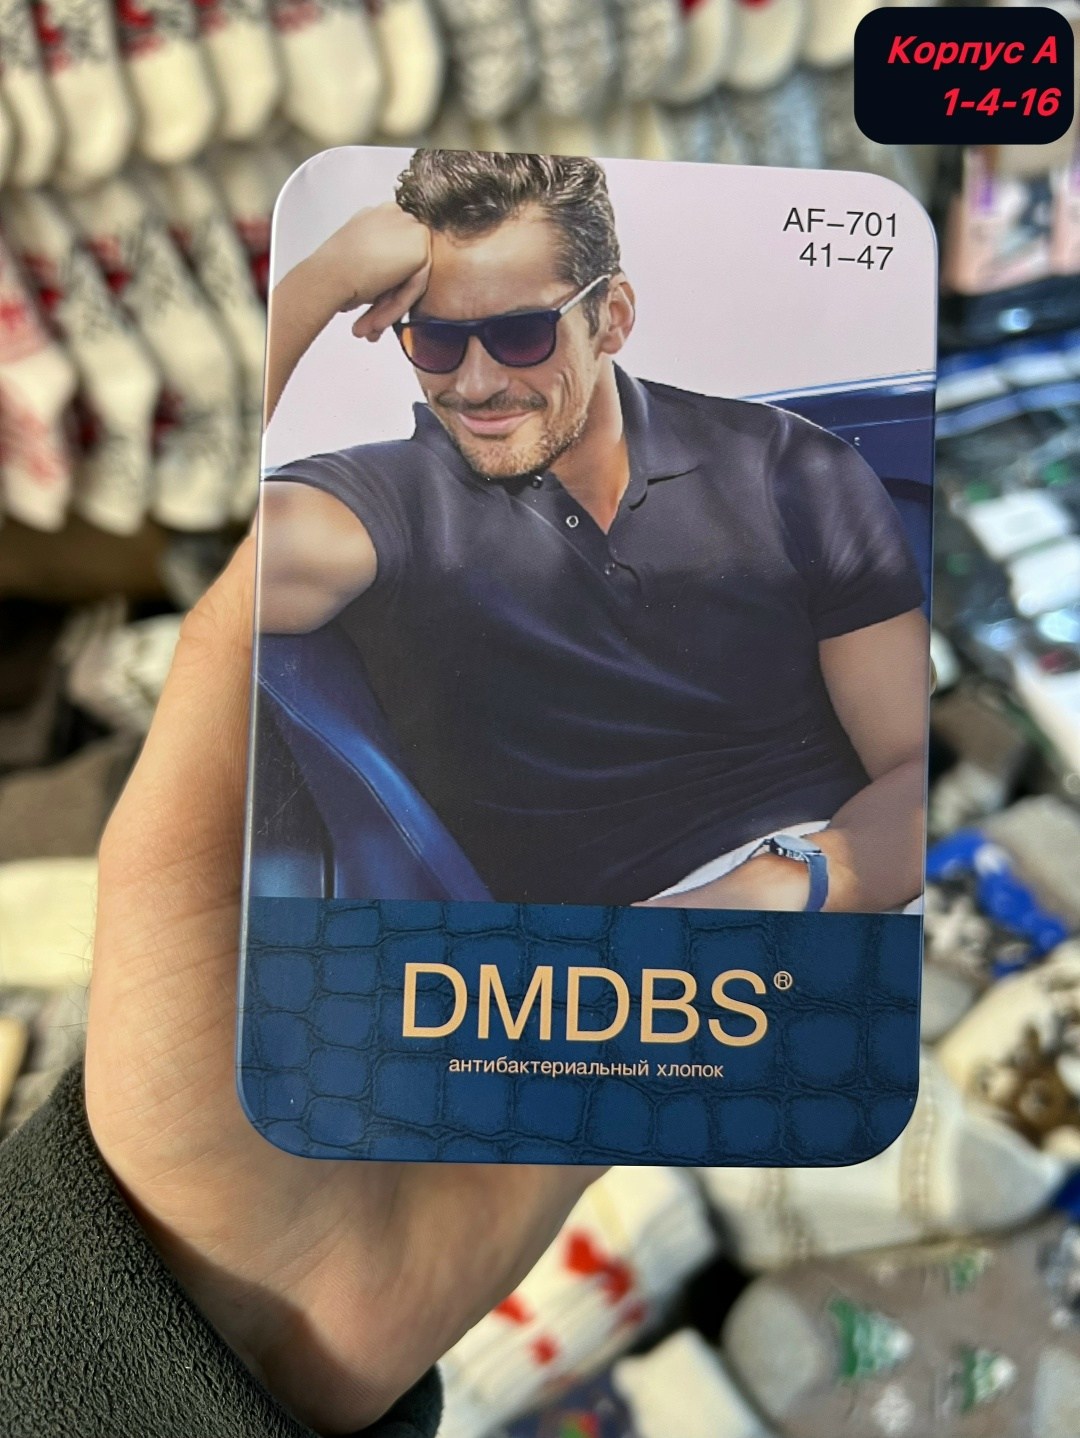 Корпус А
1-4-16
AF-701
41-47
DMDBS®
антибактериальный хлопок